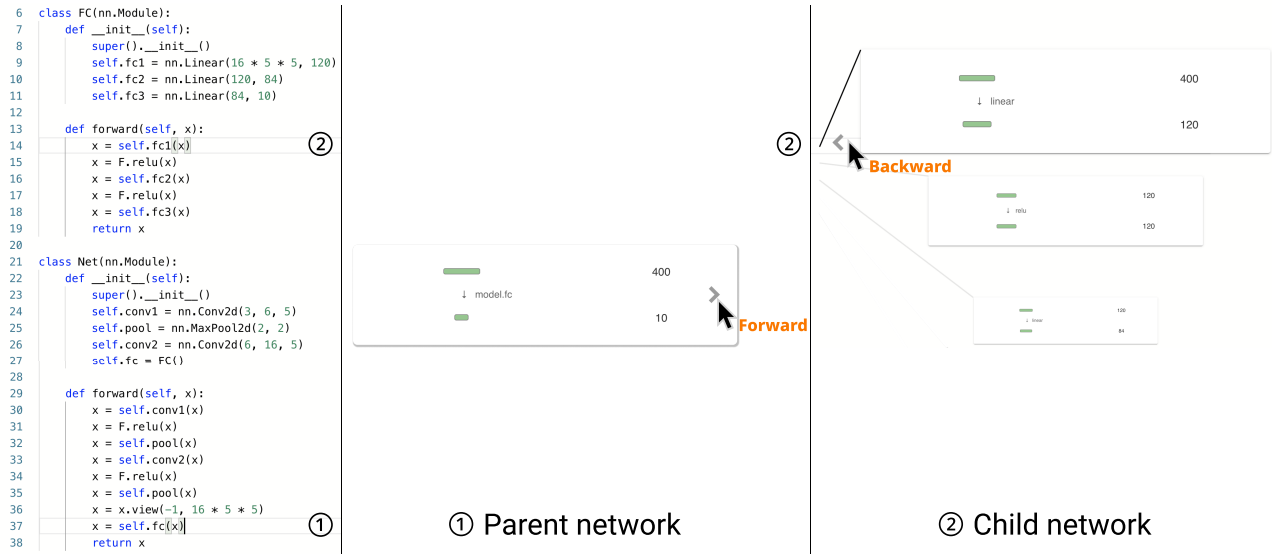 6 class FC(nn.Module):
7 def __init__(self):
8 super().__init__()
9 self.fc1 = nn.Linear(16 * 5 * 5, 120)
10 self.fc2 = nn.Linear(120, 84)
11 self.fc3 = nn.Linear(84, 10)
12
13 def forward(self, x):
14 x = self.fc1(x)
②
15 x = F.relu(x)
16 x = self.fc2(x)
17 x = F.relu(x)
18 x = self.fc3(x)
19 return x
20
21 class Net(nn.Module):
22 def __init__(self):
23 super().__init__()
24 self.conv1 = nn.Conv2d(3, 6, 5)
25 self.pool = nn.MaxPool2d(2, 2)
26 self.conv2 = nn.Conv2d(6, 16, 5)
27 self.fc = FC()
28
29 def forward(self, x):
30 x = self.conv1(x)
31 x = F.relu(x)
32 x = self.pool(x)
33 x = self.conv2(x)
34 x = F.relu(x)
35 x = self.pool(x)
36 x = x.view(-1, 16 * 5 * 5)
37 x = self.fc(x)
①
38 return x
②
400
↓ model.fc
10
Forward
① Parent network
400
↓ linear
120
Backward
120
↓ relu
120
120
↓ linear
84
② Child network